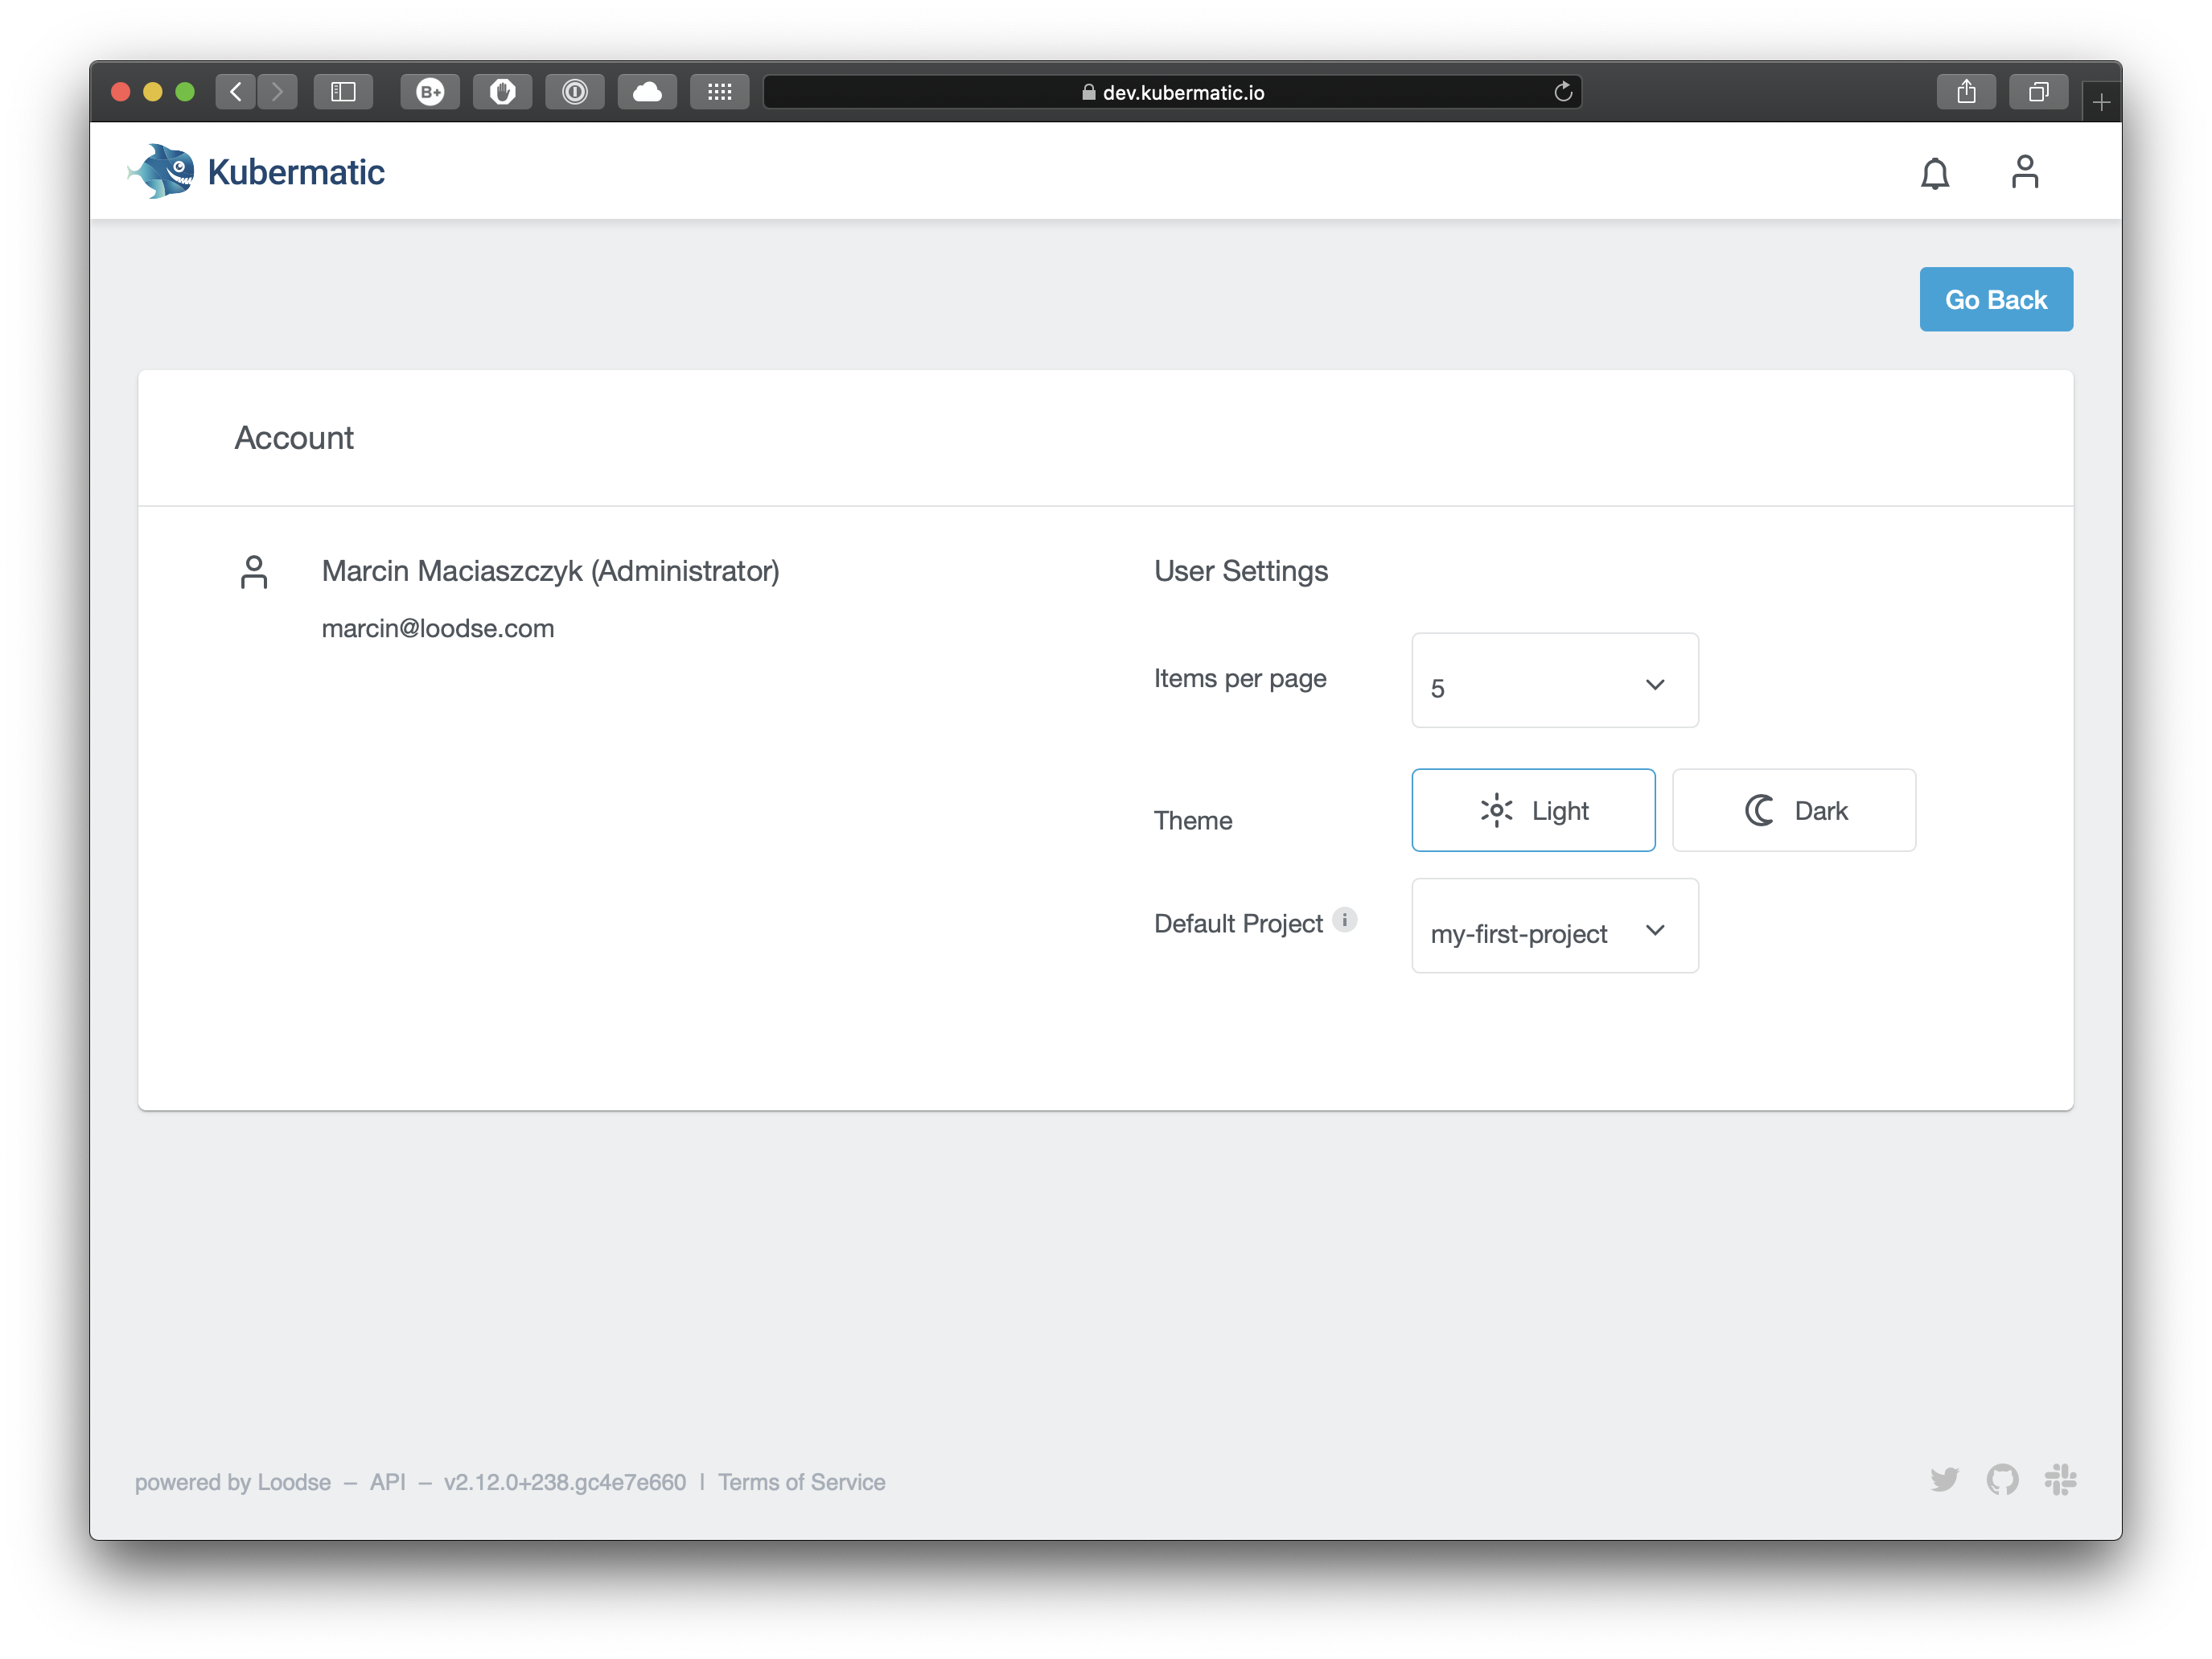 B+
dev.kubermatic.io
Kubermatic
Go Back
Account
Marcin Maciaszczyk (Administrator)
marcin@loodse.com
User Settings
Items per page
5
Theme
Light
Dark
Default Project
my-first-project
powered by Loodse – API – v2.12.0+238.gc4e7e660 | Terms of Service